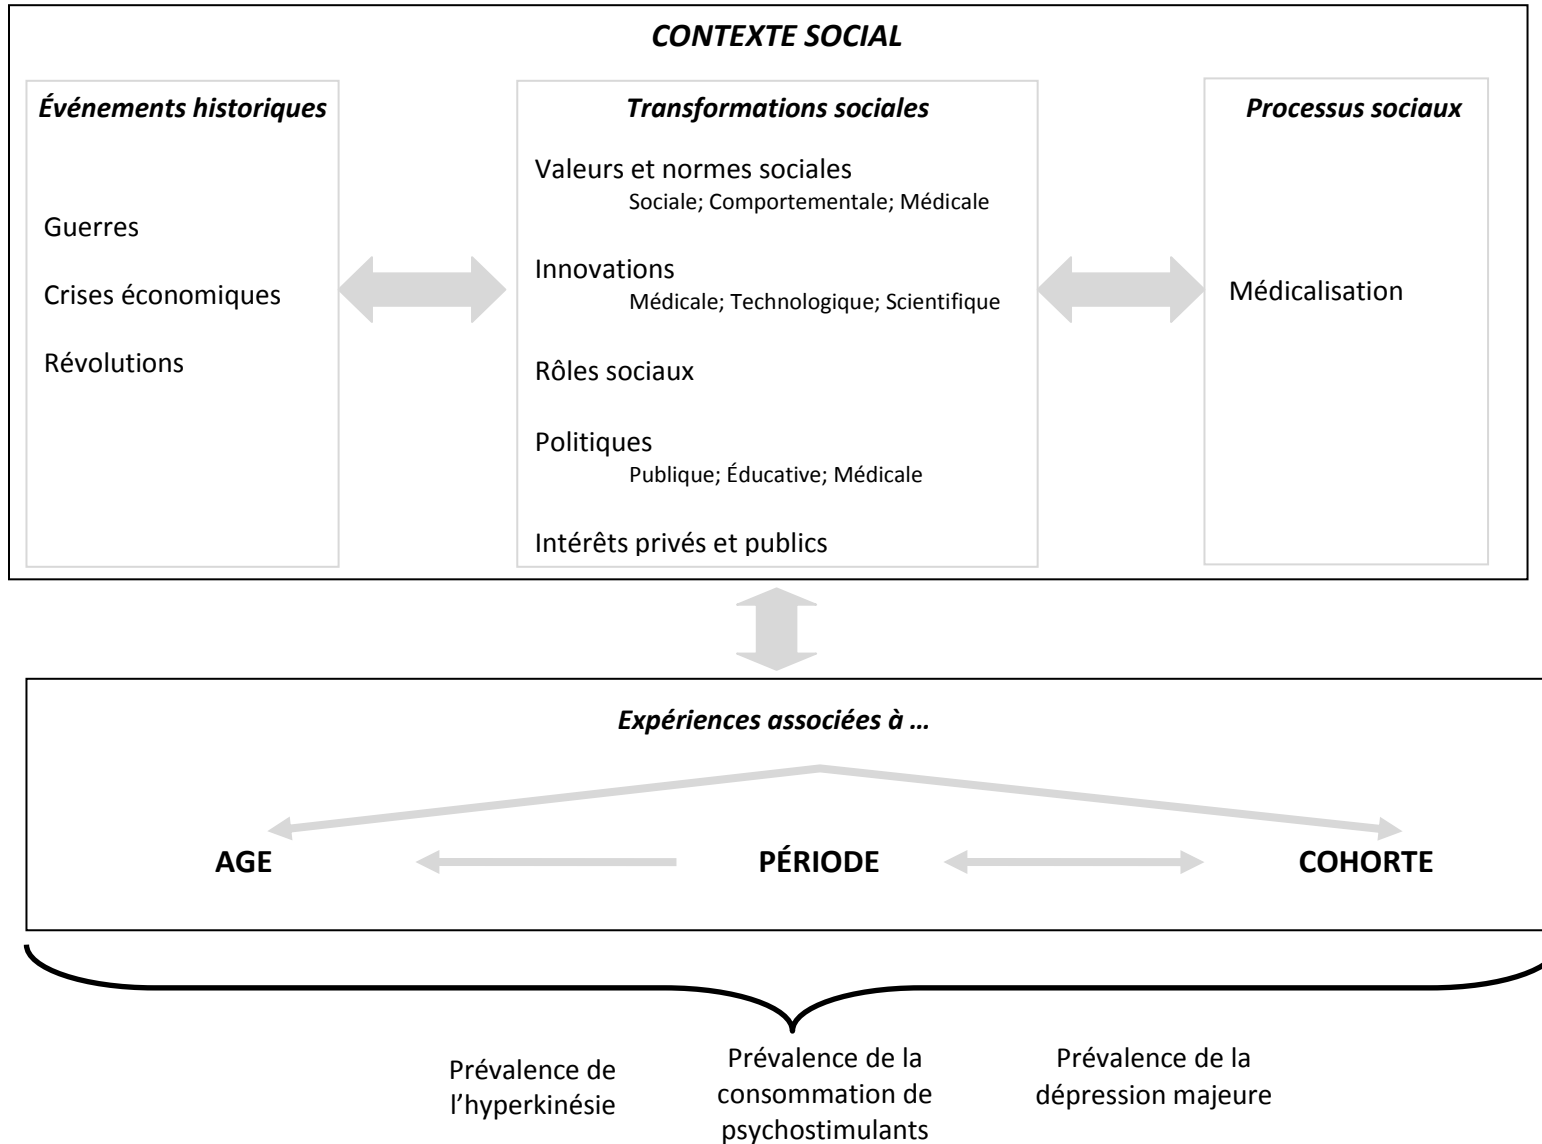 CONTEXTE SOCIAL
Événements historiques
Guerres
Crises économiques
Révolutions
Transformations sociales
Valeurs et normes sociales
Sociale; Comportementale; Médicale
Innovations
Médicale; Technologique; Scientifique
Rôles sociaux
Politiques
Publique; Éducative; Médicale
Intérêts privés et publics
Processus sociaux
Médicalisation
Expériences associées à ...
AGE
PÉRIODE
COHORTE
Prévalence de
l’hyperkinésie
Prévalence de la
consommation de
psychostimulants
Prévalence de la
dépression majeure